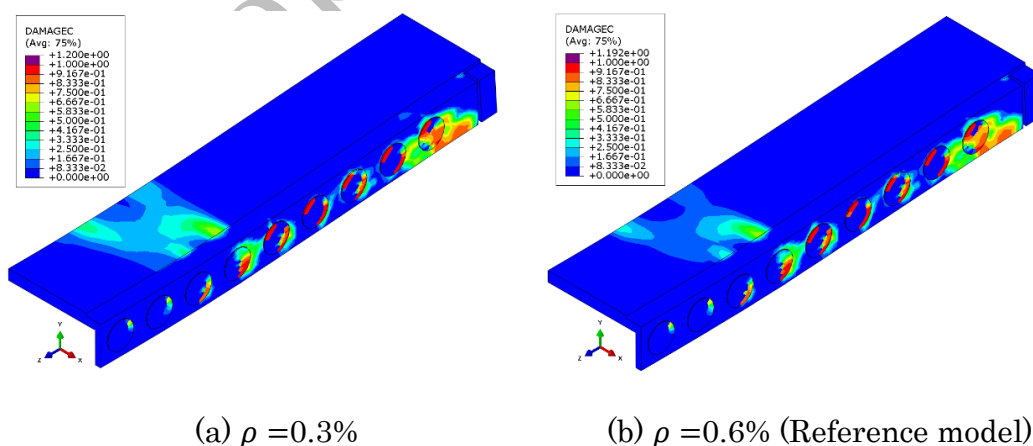 DAMAGEC
(Avg: 75%)
+1.200e+00
+1.000e+00
+9.167e-01
+8.333e-01
+7.500e-01
+6.667e-01
+5.833e-01
+5.000e-01
+4.167e-01
+3.333e-01
+2.500e-01
+1.667e-01
+8.333e-02
+0.000e+00
Y
Z
X
(a) ρ =0.3%
DAMAGEC
(Avg: 75%)
+1.192e+00
+1.000e+00
+9.167e-01
+8.333e-01
+7.500e-01
+6.667e-01
+5.833e-01
+5.000e-01
+4.167e-01
+3.333e-01
+2.500e-01
+1.667e-01
+8.333e-02
+0.000e+00
Y
Z
X
(b) ρ =0.6% (Reference model)